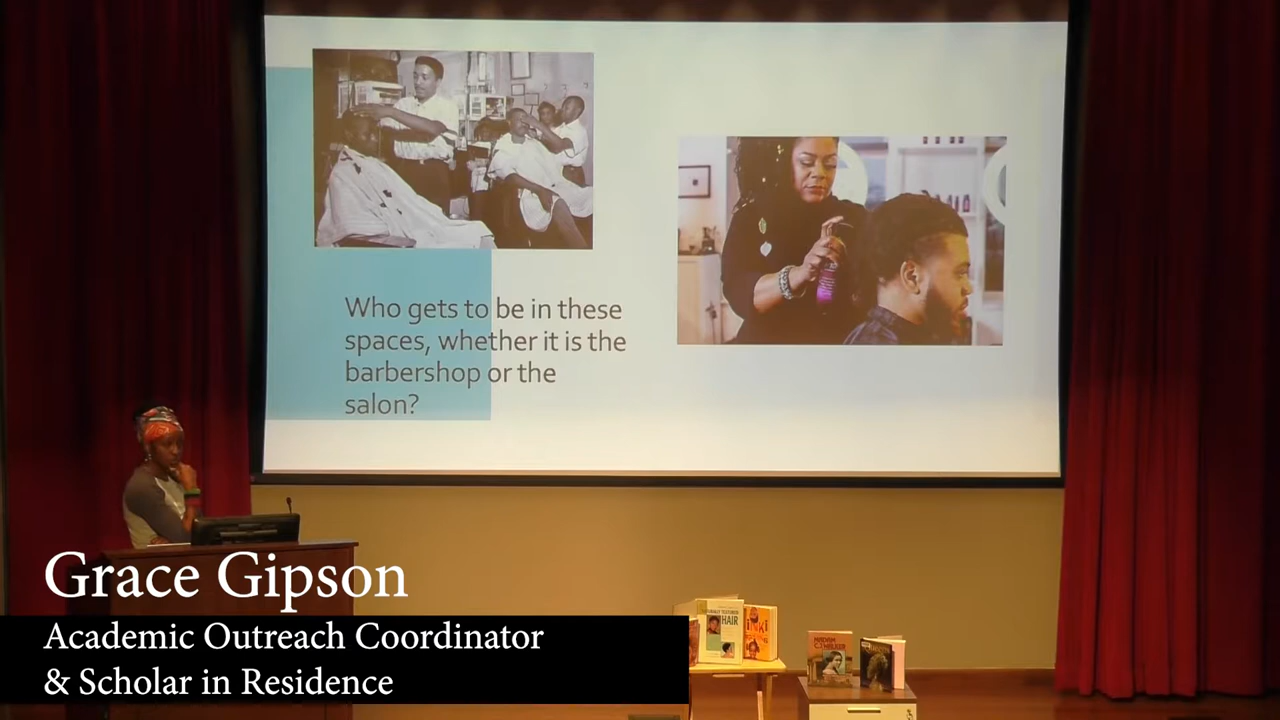 Who gets to be in these
spaces, whether it is the
barbershop or the
salon?
Grace Gipson
Academic Outreach Coordinator
& Scholar in Residence
TEXTURED
HAIR
MADAM
C.J. WALKER